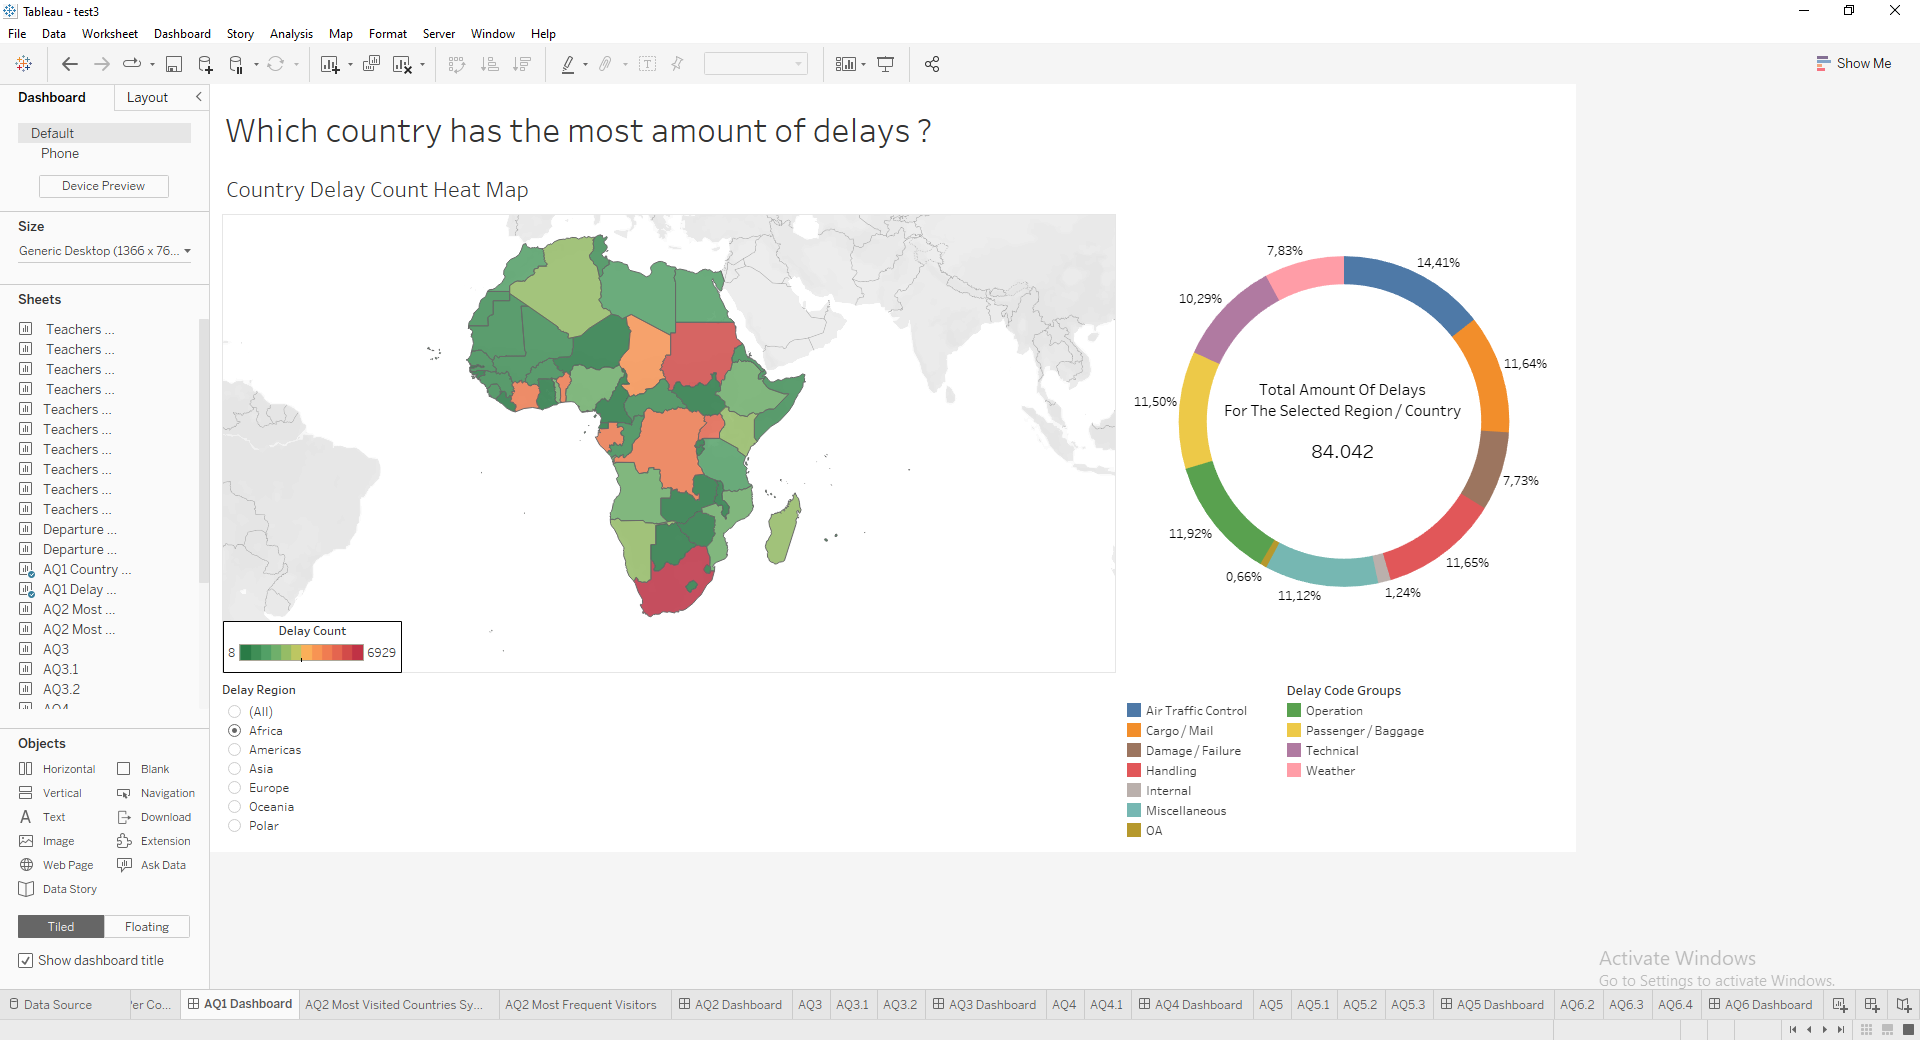 Tableau - test3
File Data Worksheet Dashboard Story Analysis Map Format Server Window Help
Show Me
Dashboard Layout
Default
Phone
Device Preview
Size
Generic Desktop (1366 x 76...
Sheets
Teachers ...
Teachers ...
Teachers ...
Teachers ...
Teachers ...
Teachers ...
Teachers ...
Teachers ...
Teachers ...
Teachers ...
Departure ...
Departure ...
AQ1 Country ...
AQ1 Delay ...
AQ2 Most ...
AQ2 Most ...
AQ3
AQ3.1
AQ3.2
AQ4
Objects
Horizontal Blank
Vertical Navigation
Text Download
Image Extension
Web Page Ask Data
Data Story
Tiled Floating
Show dashboard title
Which country has the most amount of delays ?
Country Delay Count Heat Map
Delay Count
8 6929
Delay Region
(All)
Africa
Americas
Asia
Europe
Oceania
Polar
7,83%
14,41%
10,29%
11,64%
11,50%
7,73%
11,92%
11,65%
0,66%
11,12%
1,24%
Total Amount Of Delays
For The Selected Region / Country
84.042
Delay Code Groups
Air Traffic Control
Cargo / Mail
Damage / Failure
Handling
Internal
Miscellaneous
OA
Operation
Passenger / Baggage
Technical
Weather
Activate Windows
Go to Settings to activate Windows.
Data Source er Co... AQ1 Dashboard AQ2 Most Visited Countries Sy... AQ2 Most Frequent Visitors AQ2 Dashboard AQ3 AQ3.1 AQ3.2 AQ3 Dashboard AQ4 AQ4.1 AQ4 Dashboard AQ5 AQ5.1 AQ5.2 AQ5.3 AQ5 Dashboard AQ6.2 AQ6.3 AQ6.4 AQ6 Dashboard